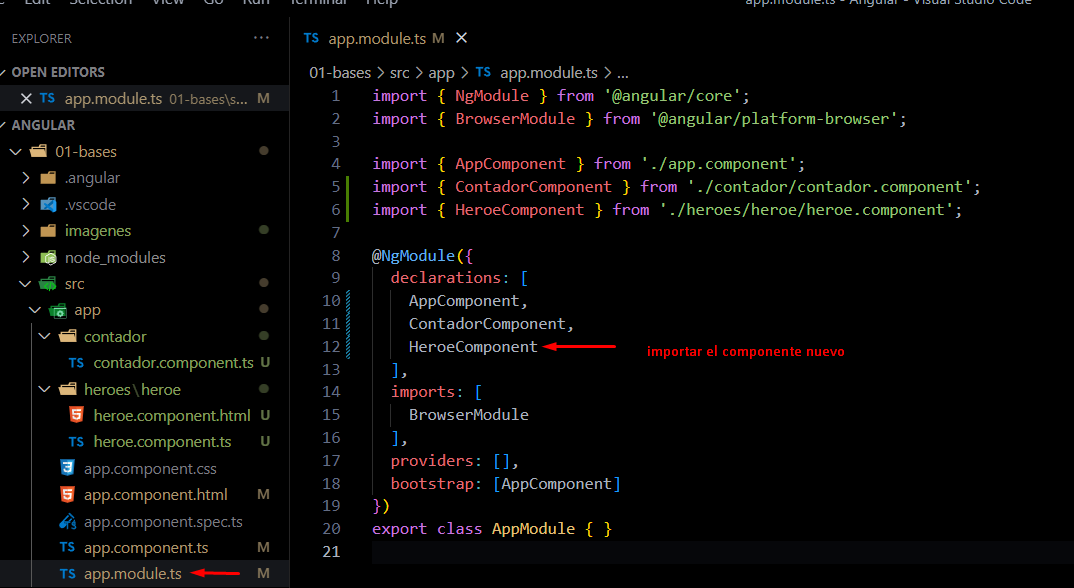 Edit Selection View Go Run Terminal Help
app.module.ts - Angular - Visual Studio Code
EXPLORER ...
TS app.module.ts M ×
OPEN EDITORS
× TS app.module.ts 01-bases\s... M
ANGULAR
01-bases
.angular
.vscode
imagenes
node_modules
src
app
contador
TS contador.component.ts U
heroes\heroe
heroe.component.html U
TS heroe.component.ts U
app.component.css
app.component.html M
app.component.spec.ts
TS app.component.ts M
TS app.module.ts M
01-bases > src > app > TS app.module.ts > ...
1 import { NgModule } from '@angular/core';
2 import { BrowserModule } from '@angular/platform-browser';
3
4 import { AppComponent } from './app.component';
5 import { ContadorComponent } from './contador/contador.component';
6 import { HeroeComponent } from './heroes/heroe/heroe.component';
7
8 @NgModule({
9 declarations: [
10 AppComponent,
11 ContadorComponent,
12 HeroeComponent importar el componente nuevo
13 ],
14 imports: [
15 BrowserModule
16 ],
17 providers: [],
18 bootstrap: [AppComponent]
19 })
20 export class AppModule { }
21